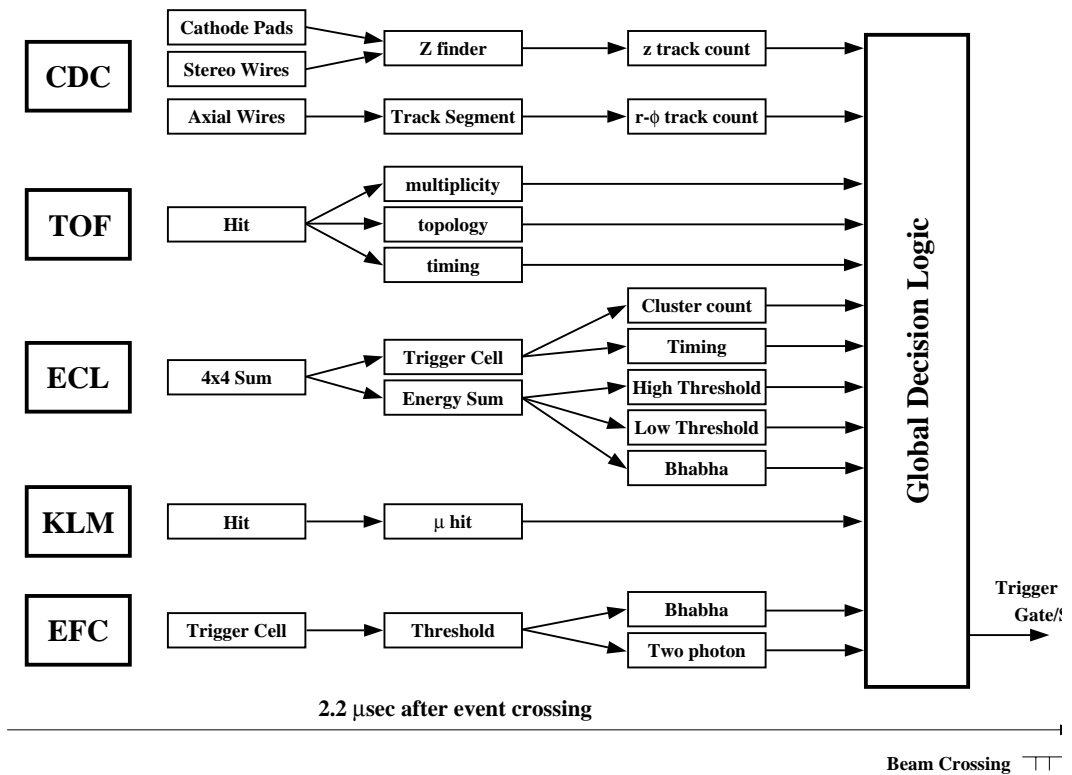 CDC
Cathode Pads
Stereo Wires
Axial Wires
Z finder
Track Segment
z track count
r-φ track count
TOF
Hit
multiplicity
topology
timing
ECL
4x4 Sum
Trigger Cell
Energy Sum
Cluster count
Timing
High Threshold
Low Threshold
Bhabha
KLM
Hit
μ hit
EFC
Trigger Cell
Threshold
Bhabha
Two photon
Global Decision Logic
Trigger
Gate/
2.2 μsec after event crossing
Beam Crossing